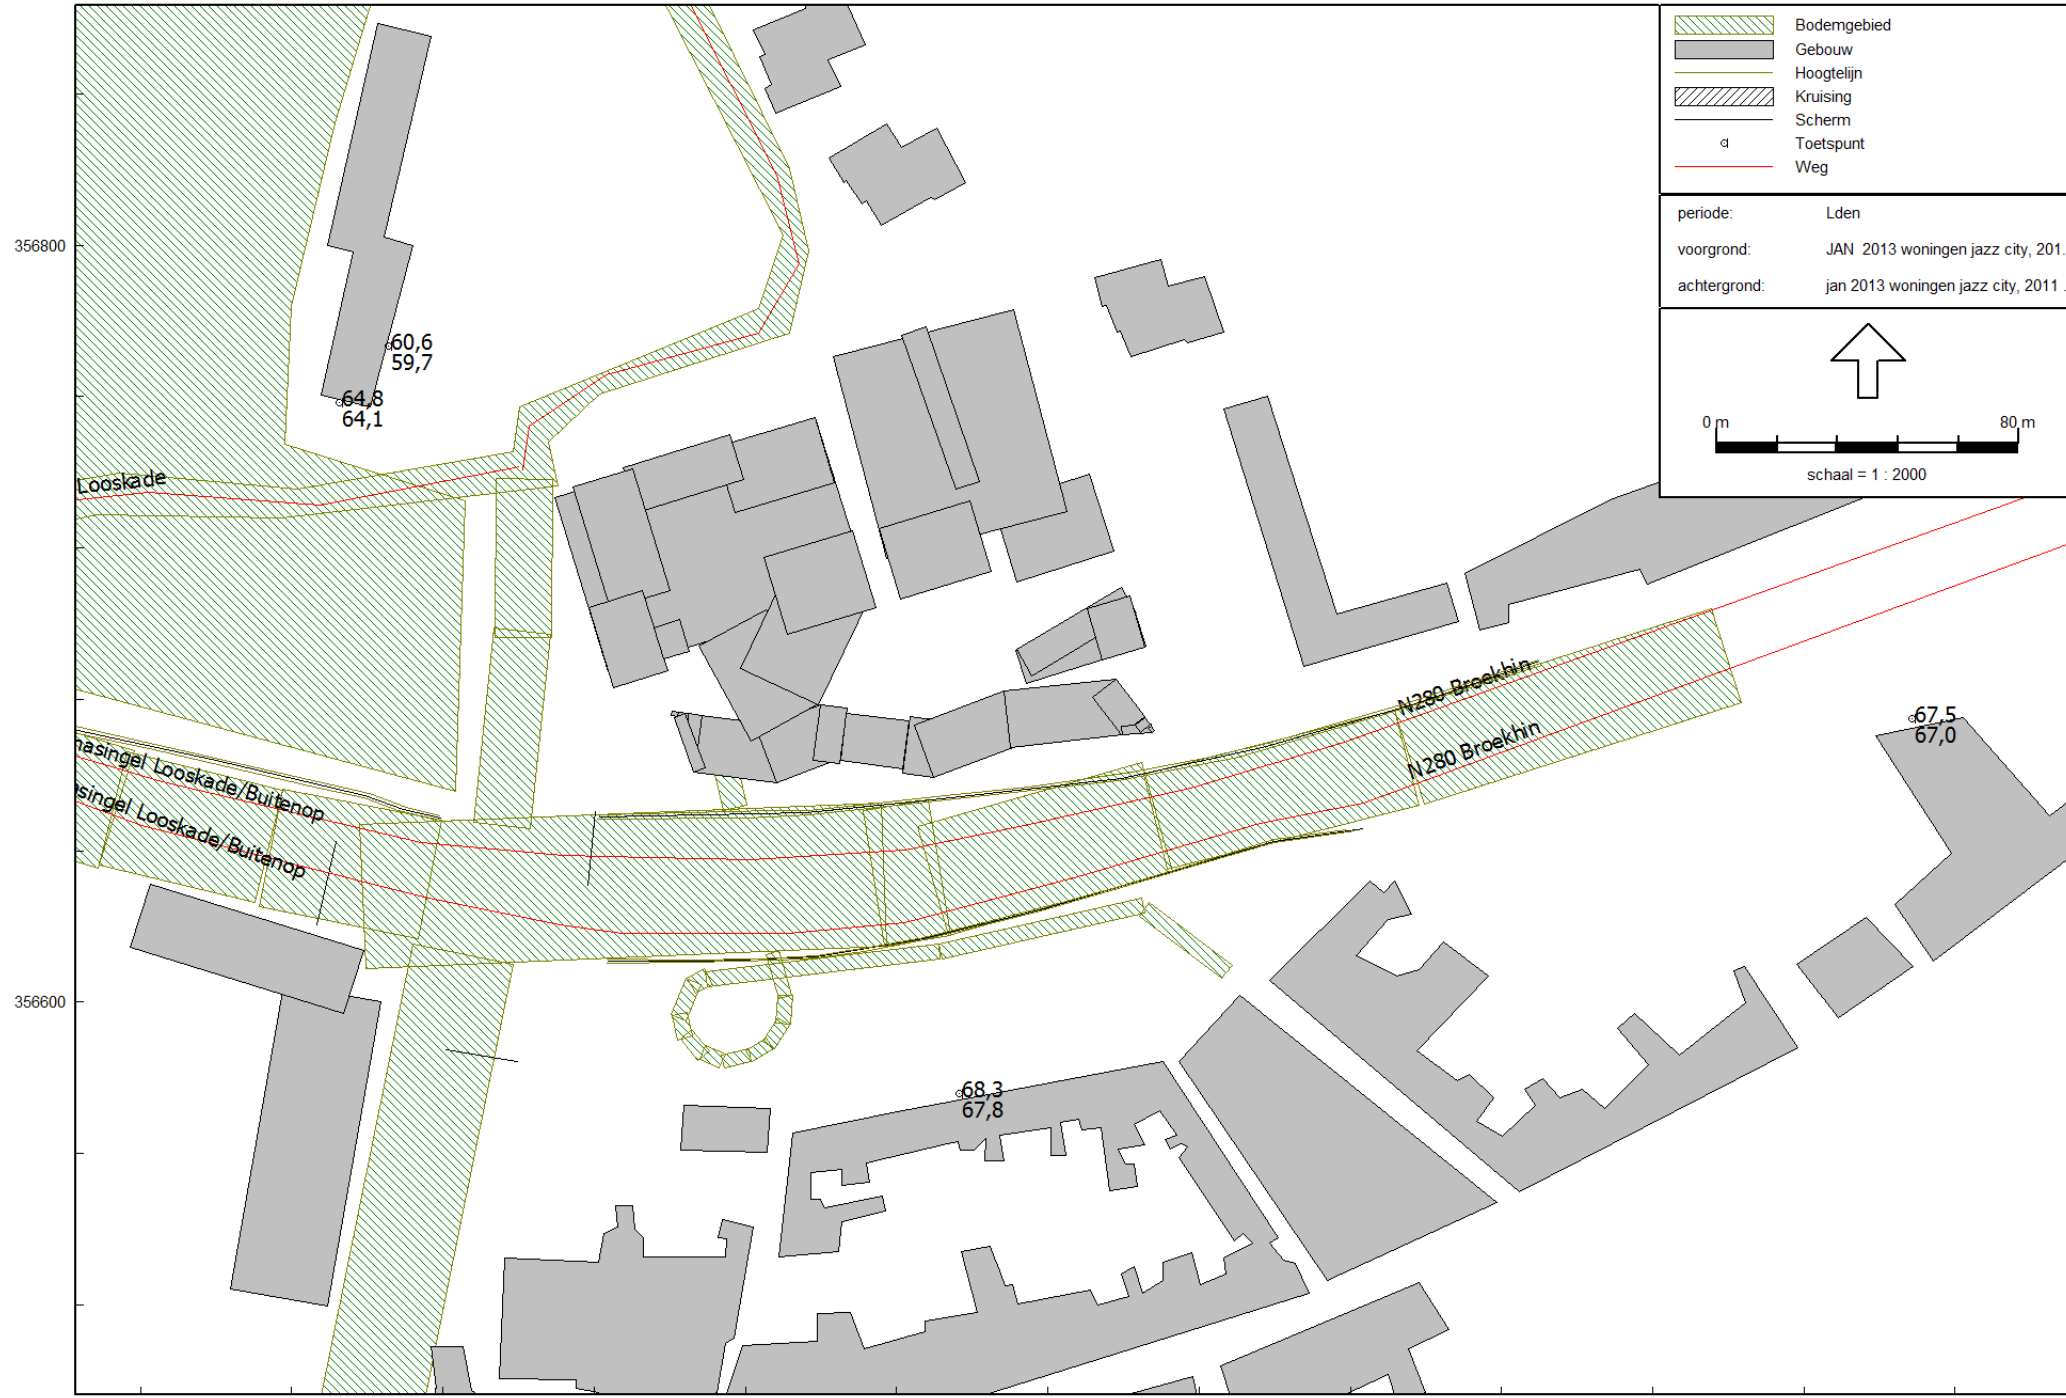 Bodemgebied
Gebouw
Hoogtelijn
Kruising
Scherm
Toetspunt
Weg
periode: Lden
voorgrond: JAN 2013 woningen jazz city, 201.
achtergrond: jan 2013 woningen jazz city, 2011 .
0 m 80 m
schaal = 1 : 2000
356800
60,6
59,7
64,8
64,1
Looskade
N280 Broekhin
N280 Broekhin
67,5
67,0
nasingel Looskade/Buitenop
singel Looskade/Buitenop
356600
68,3
67,8